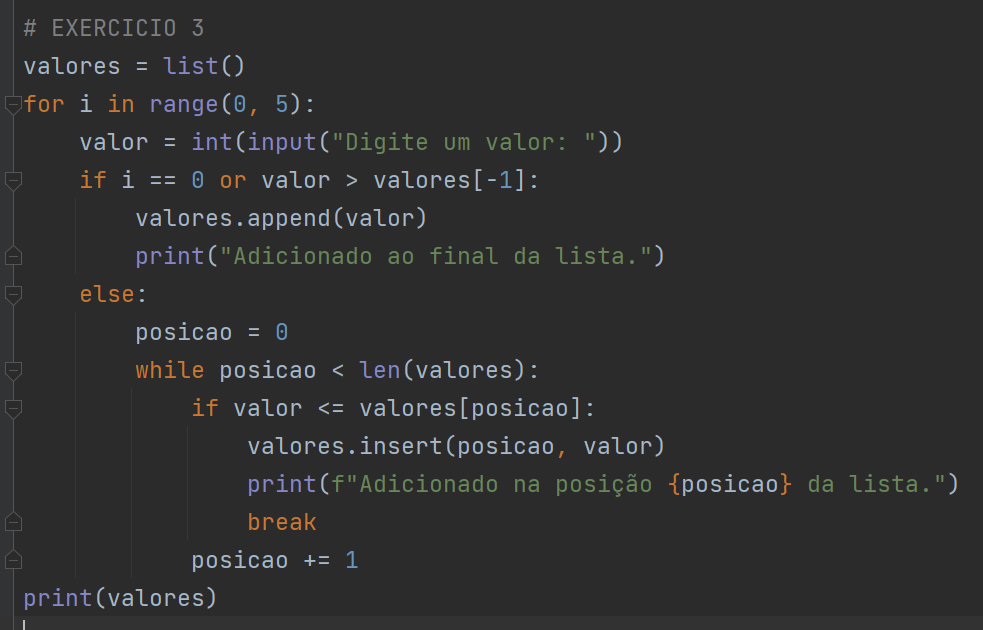 # EXERCICIO 3
valores = list()
for i in range(0, 5):
    valor = int(input("Digite um valor: "))
    if i == 0 or valor > valores[-1]:
        valores.append(valor)
        print("Adicionado ao final da lista.")
    else:
        posicao = 0
        while posicao < len(valores):
            if valor <= valores[posicao]:
                valores.insert(posicao, valor)
                print(f"Adicionado na posição {posicao} da lista.")
                break
            posicao += 1
print(valores)